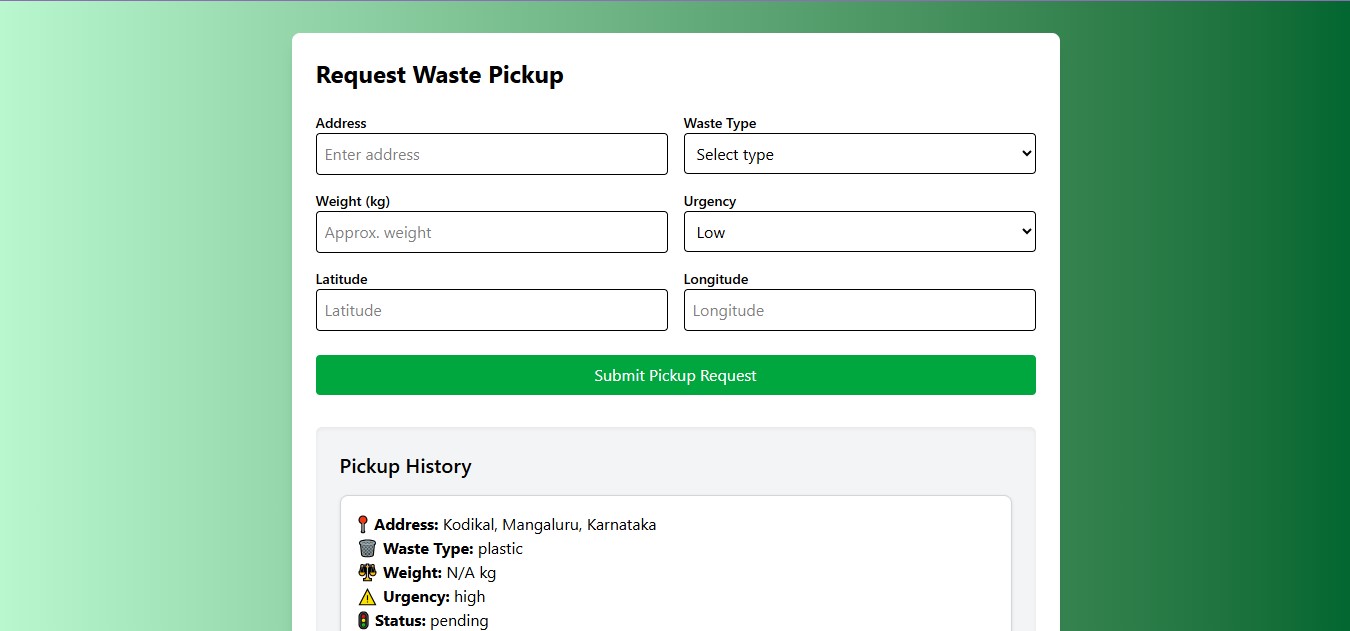 Request Waste Pickup
Address
Waste Type
Enter address
Select type
Weight (kg)
Urgency
Approx. weight
Low
Latitude
Longitude
Latitude
Longitude
Submit Pickup Request
Pickup History
Address: Kodikal, Mangaluru, Karnataka
Waste Type: plastic
Weight: N/A kg
Urgency: high
Status: pending